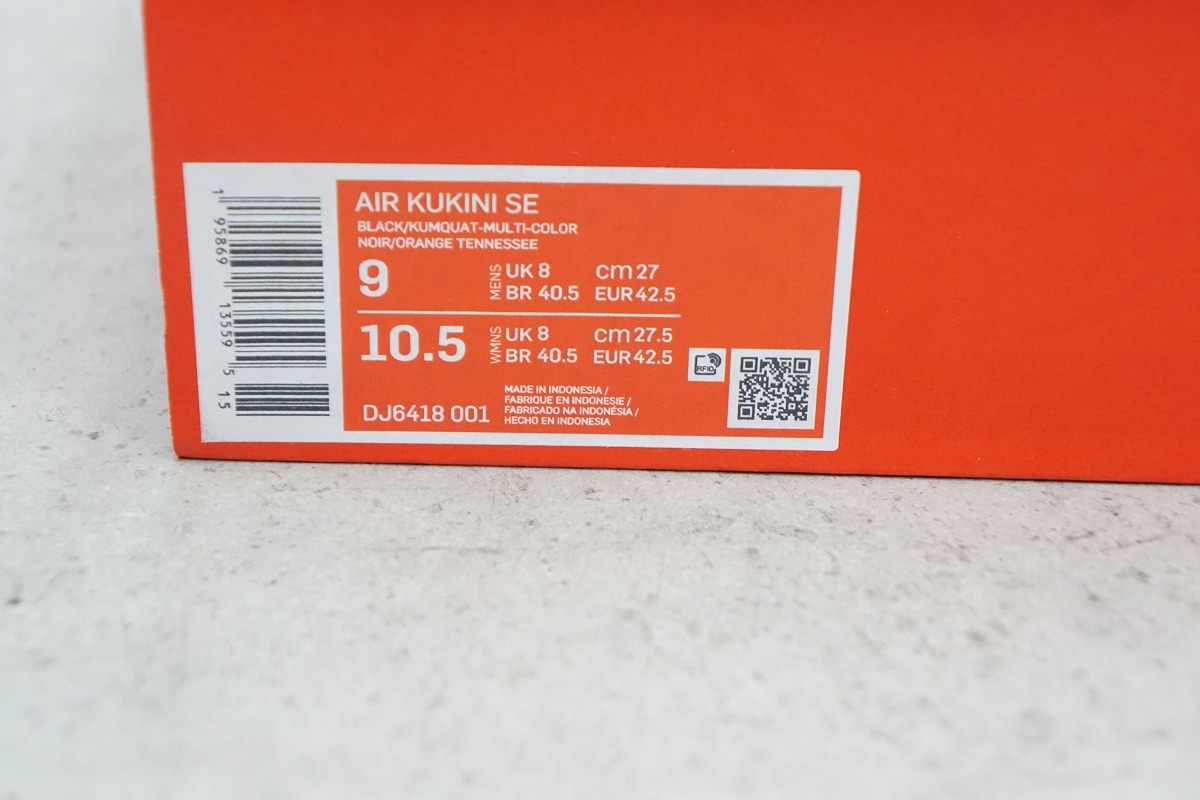 1 95869 13559 5 15
AIR KUKINI SE
BLACK/KUMQUAT-MULTI-COLOR
NOIR/ORANGE TENNESSEE
9 MENS UK 8 cm 27
BR 40.5 EUR 42.5
10.5 WMNS UK 8 cm 27.5
BR 40.5 EUR 42.5
RFID
DJ6418 001
MADE IN INDONESIA /
FABRIQUE EN INDONESIE /
FABRICADO NA INDONÉSIA /
HECHO EN INDONESIA